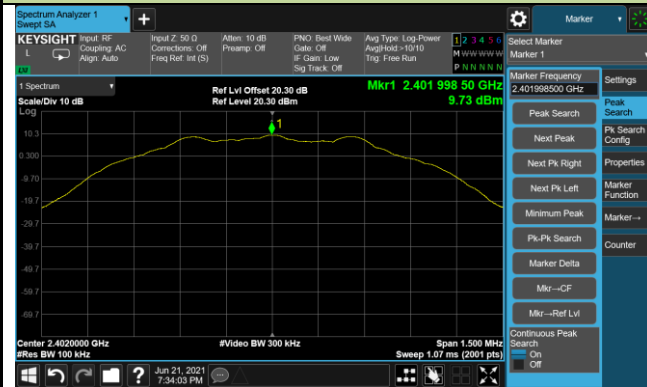 Spectrum Analyzer 1
Swept SA
Marker
KEYSIGHT
L
Input: RF
Coupling: AC
Align: Auto
Input Z: 50 Ω
Corrections: Off
Freq Ref: Int (S)
Atten: 10 dB
Preamp: Off
PNO: Best Wide
Gate: Off
IF Gain: Low
Sig Track: Off
Avg Type: Log-Power
Avg|Hold:>10/10
Trig: Free Run
1 2 3 4 5 6
M W W W W W
P N N N N N
Select Marker
Marker 1
1 Spectrum
Scale/Div 10 dB
Log
Ref Lvl Offset 20.30 dB
Ref Level 20.30 dBm
Mkr1 2.401 998 50 GHz
9.73 dBm
1
10.3
0.300
-9.70
-19.7
-29.7
-39.7
-49.7
-59.7
-69.7
Center 2.4020000 GHz
#Res BW 100 kHz
#Video BW 300 kHz
Span 1.500 MHz
Sweep 1.07 ms (2001 pts)
Marker Frequency
2.401998500 GHz
Peak Search
Next Peak
Next Pk Right
Next Pk Left
Minimum Peak
Pk-Pk Search
Marker Delta
Mkr→CF
Mkr→Ref Lvl
Continuous Peak
Search
On
Off
Settings
Peak
Search
Pk Search
Config
Properties
Marker
Function
Marker→
Counter
Jun 21, 2021
7:34:03 PM